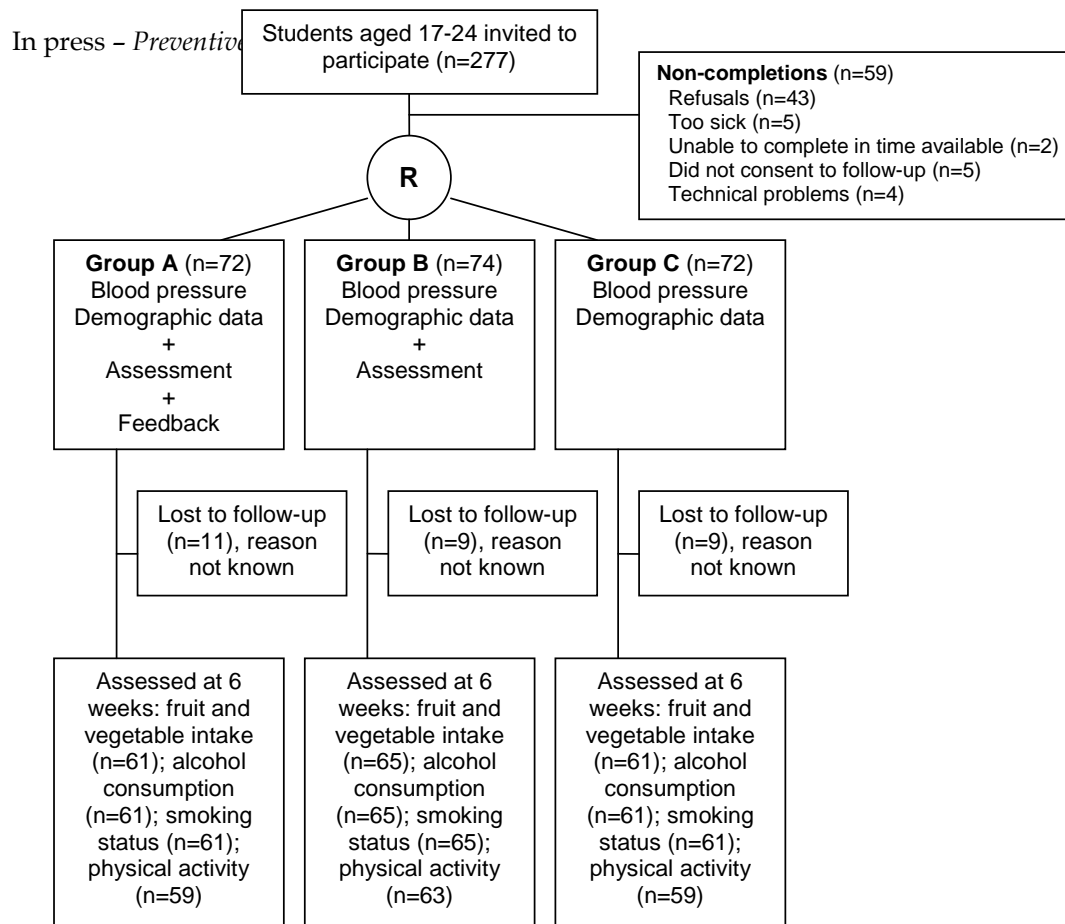 In press – Preventive
Students aged 17-24 invited to
participate (n=277)
Non-completions (n=59)
Refusals (n=43)
Too sick (n=5)
Unable to complete in time available (n=2)
Did not consent to follow-up (n=5)
Technical problems (n=4)
R
Group A (n=72)
Blood pressure
Demographic data
+
Assessment
+
Feedback
Group B (n=74)
Blood pressure
Demographic data
+
Assessment
Group C (n=72)
Blood pressure
Demographic data
Lost to follow-up
(n=11), reason
not known
Lost to follow-up
(n=9), reason
not known
Lost to follow-up
(n=9), reason
not known
Assessed at 6
weeks: fruit and
vegetable intake
(n=61); alcohol
consumption
(n=61); smoking
status (n=61);
physical activity
(n=59)
Assessed at 6
weeks: fruit and
vegetable intake
(n=65); alcohol
consumption
(n=65); smoking
status (n=65);
physical activity
(n=63)
Assessed at 6
weeks: fruit and
vegetable intake
(n=61); alcohol
consumption
(n=61); smoking
status (n=61);
physical activity
(n=59)